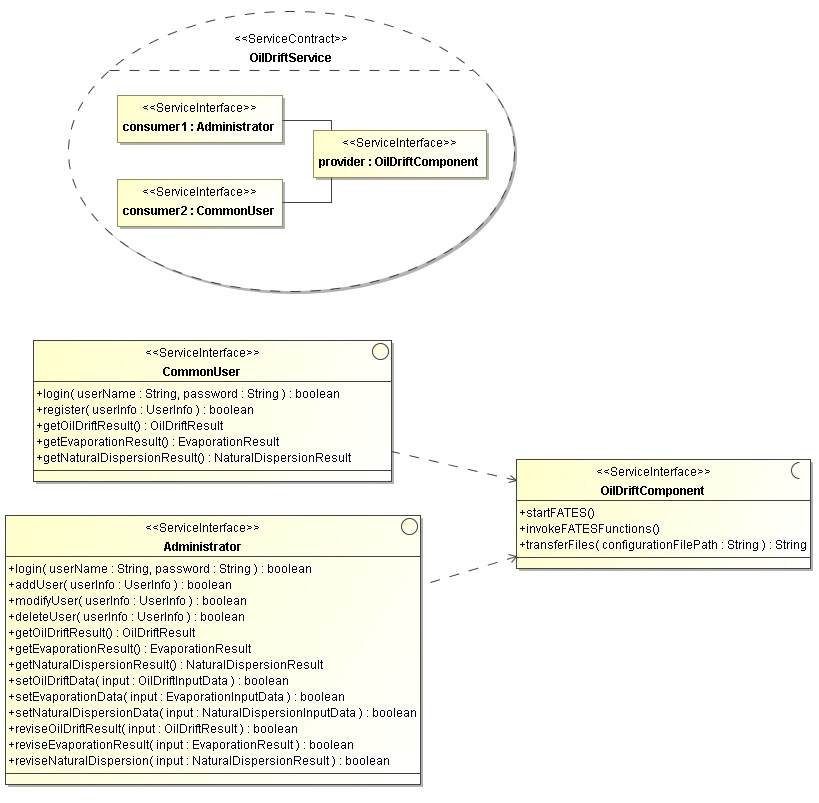 <<ServiceContract>>
OilDriftService
<<ServiceInterface>>
consumer1 : Administrator
<<ServiceInterface>>
provider : OilDriftComponent
<<ServiceInterface>>
consumer2 : CommonUser
<<ServiceInterface>>
CommonUser
+login( userName : String, password : String ) : boolean
+register( userInfo : UserInfo ) : boolean
+getOilDriftResult() : OilDriftResult
+getEvaporationResult() : EvaporationResult
+getNaturalDispersionResult() : NaturalDispersionResult
<<ServiceInterface>>
OilDriftComponent
+startFATES()
+invokeFATESFunctions()
+transferFiles( configurationFilePath : String ) : String
<<ServiceInterface>>
Administrator
+login( userName : String, password : String ) : boolean
+addUser( userInfo : UserInfo ) : boolean
+modifyUser( userInfo : UserInfo ) : boolean
+deleteUser( userInfo : UserInfo ) : boolean
+getOilDriftResult() : OilDriftResult
+getEvaporationResult() : EvaporationResult
+getNaturalDispersionResult() : NaturalDispersionResult
+setOilDriftData( input : OilDriftInputData ) : boolean
+setEvaporationData( input : EvaporationInputData ) : boolean
+setNaturalDispersionData( input : NaturalDispersionInputData ) : boolean
+reviseOilDriftResult( input : OilDriftResult ) : boolean
+reviseEvaporationResult( input : EvaporationResult ) : boolean
+reviseNaturalDispersion( input : NaturalDispersionResult ) : boolean